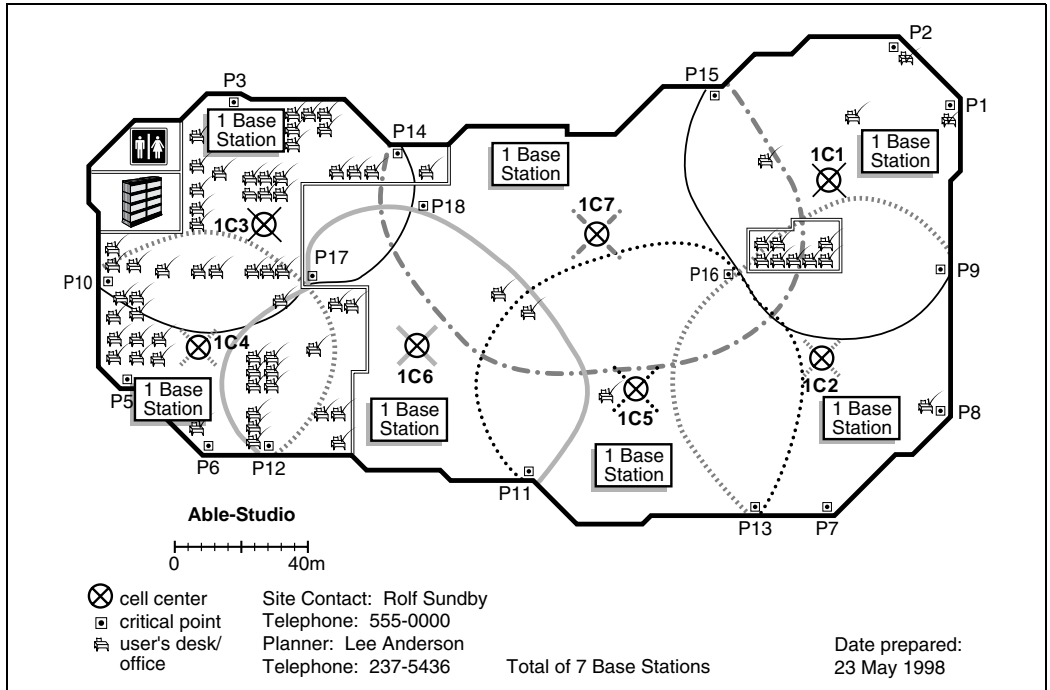 P2
P15
P3
P1
1 Base
Station
P14
1 Base
Station
1 Base
Station
1C1
P18
1C7
1C3
P17
P16
P9
P10
1C4
1C6
1C2
1C5
P5
1 Base
Station
1 Base
Station
1 Base
Station
P8
1 Base
Station
P6
P12
P11
P13
P7
Able-Studio
0 40m
cell center
critical point
user's desk/
office
Site Contact: Rolf Sundby
Telephone: 555-0000
Planner: Lee Anderson
Telephone: 237-5436
Total of 7 Base Stations
Date prepared:
23 May 1998